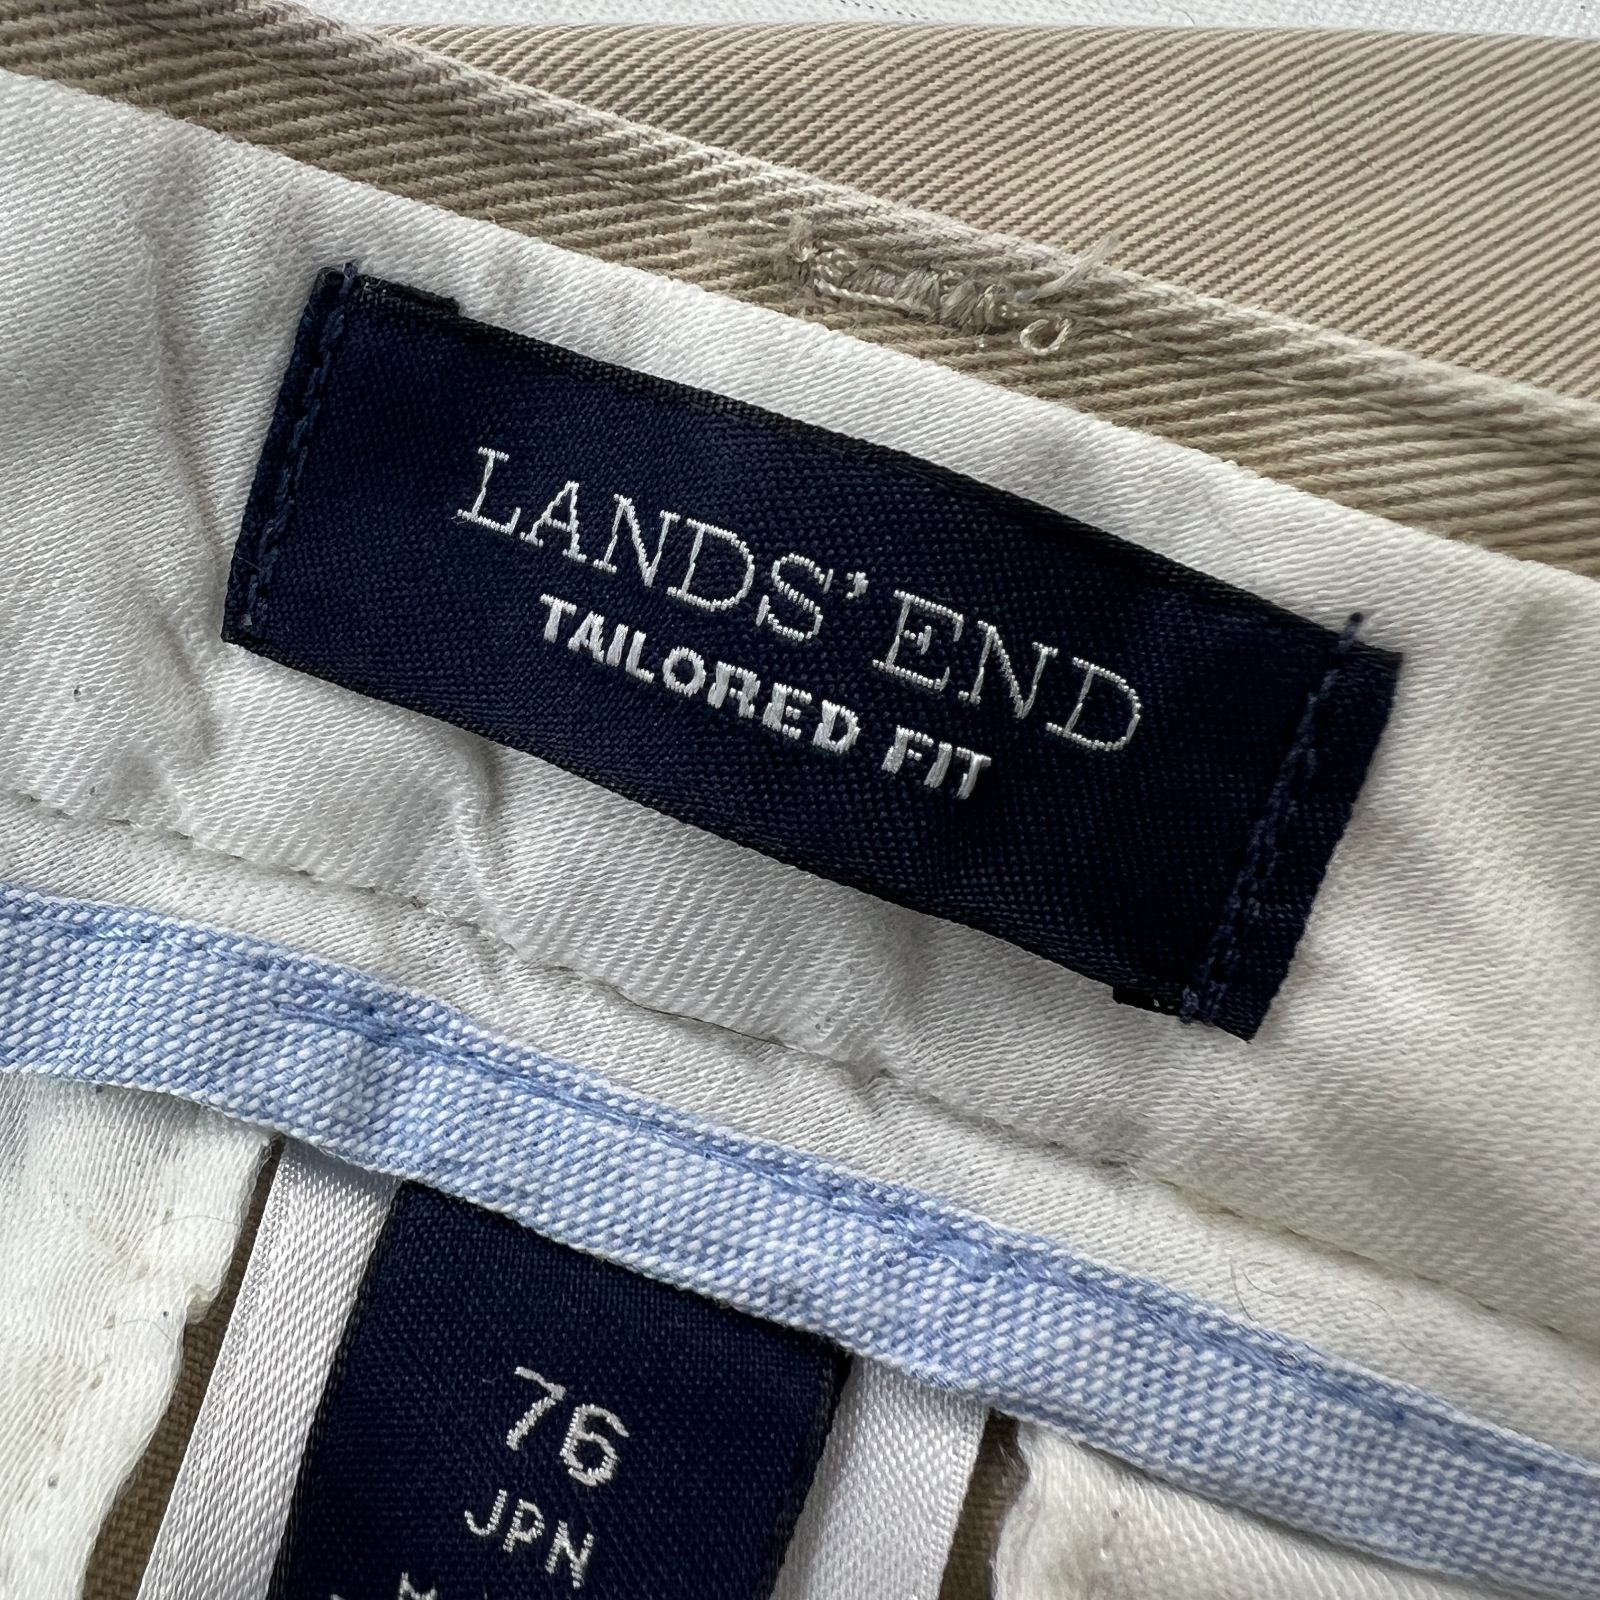 LANDS' END
TAILORED FIT
76
JPN